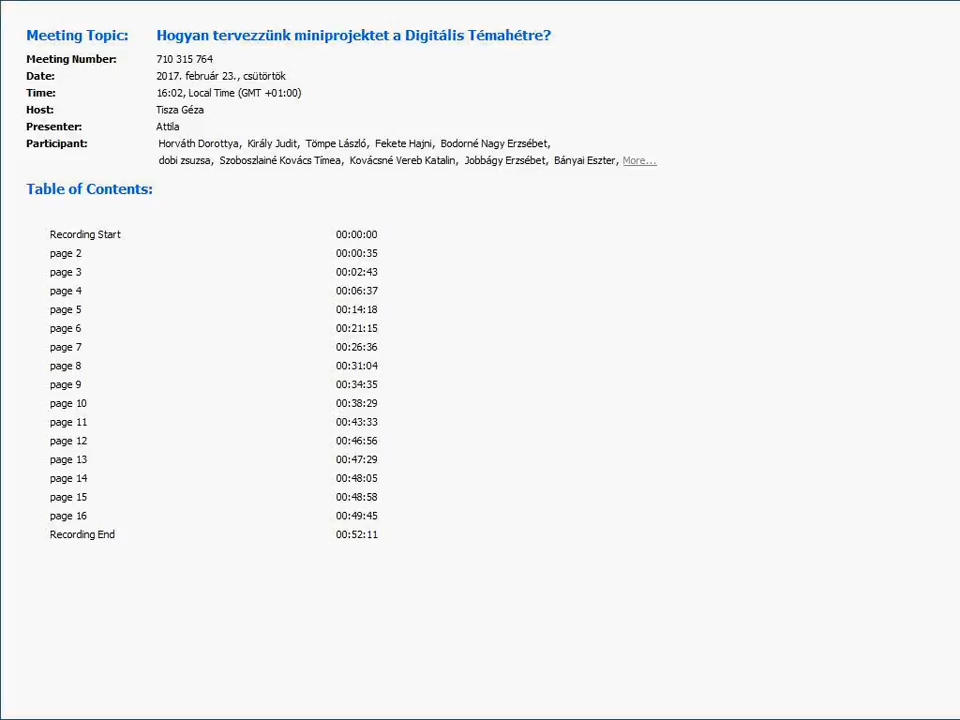 Meeting Topic: Hogyan tervezzünk miniprojektet a Digitális Témahétre?
Meeting Number: 710 315 764
Date: 2017. február 23., csütörtök
Time: 16:02, Local Time (GMT +01:00)
Host: Tisza Géza
Presenter: Attila
Participant: Horváth Dorottya, Király Judit, Tömpe László, Fekete Hajni, Bodorné Nagy Erzsébet,
dobi zsuzsa, Szoboszlainé Kovács Tímea, Kovácsné Vereb Katalin, Jobbágy Erzsébet, Bányai Eszter, More...
Table of Contents:
Recording Start 00:00:00
page 2 00:00:35
page 3 00:02:43
page 4 00:06:37
page 5 00:14:18
page 6 00:21:15
page 7 00:26:36
page 8 00:31:04
page 9 00:34:35
page 10 00:38:29
page 11 00:43:33
page 12 00:46:56
page 13 00:47:29
page 14 00:48:05
page 15 00:48:58
page 16 00:49:45
Recording End 00:52:11